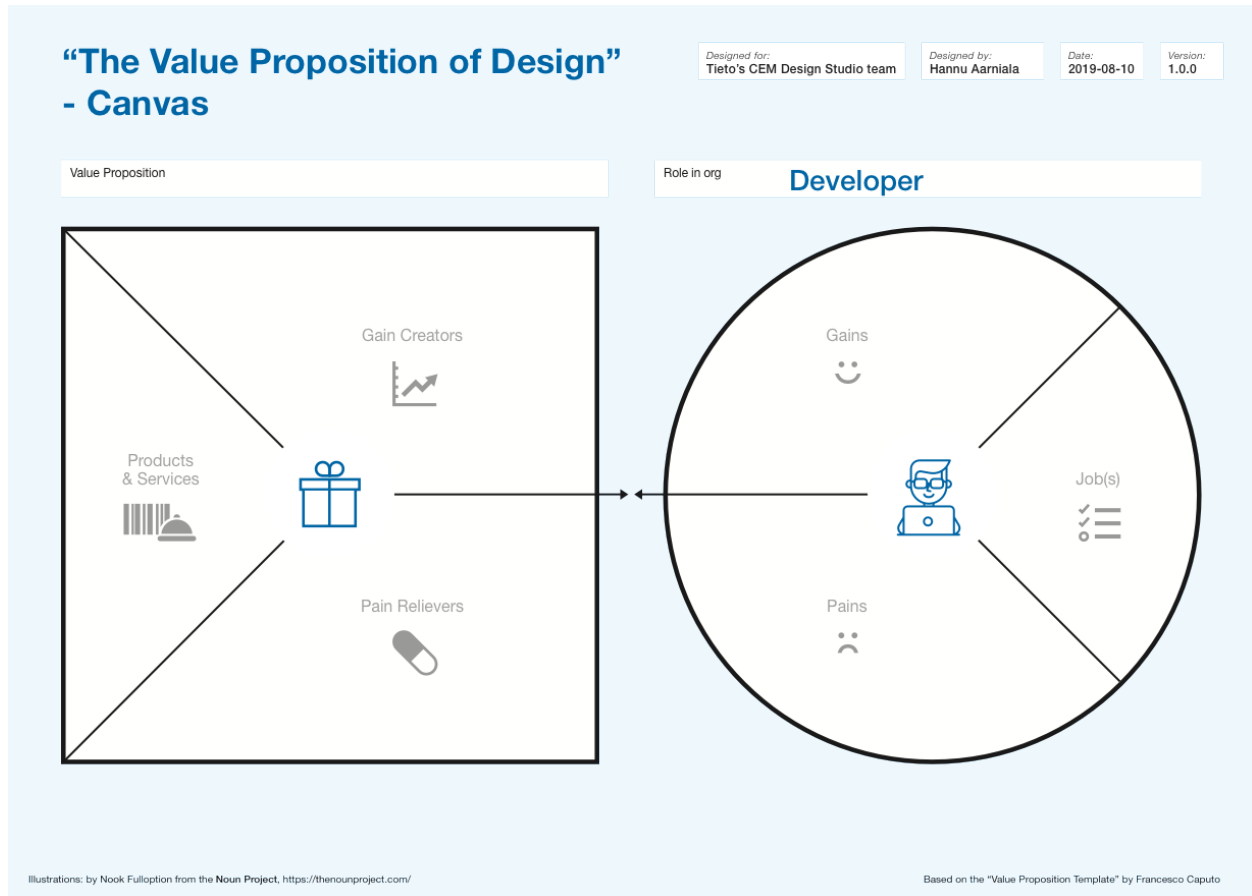 “The Value Proposition of Design”
- Canvas
Designed for:
Tieto’s CEM Design Studio team
Designed by:
Hannu Aarniala
Date:
2019-08-10
Version:
1.0.0
Value Proposition
Role in org
Developer
Gain Creators
Products
& Services
Pain Relievers
Gains
Job(s)
Pains
Illustrations: by Nook Fulloption from the Noun Project, https://thenounproject.com/
Based on the “Value Proposition Template” by Francesco Caputo